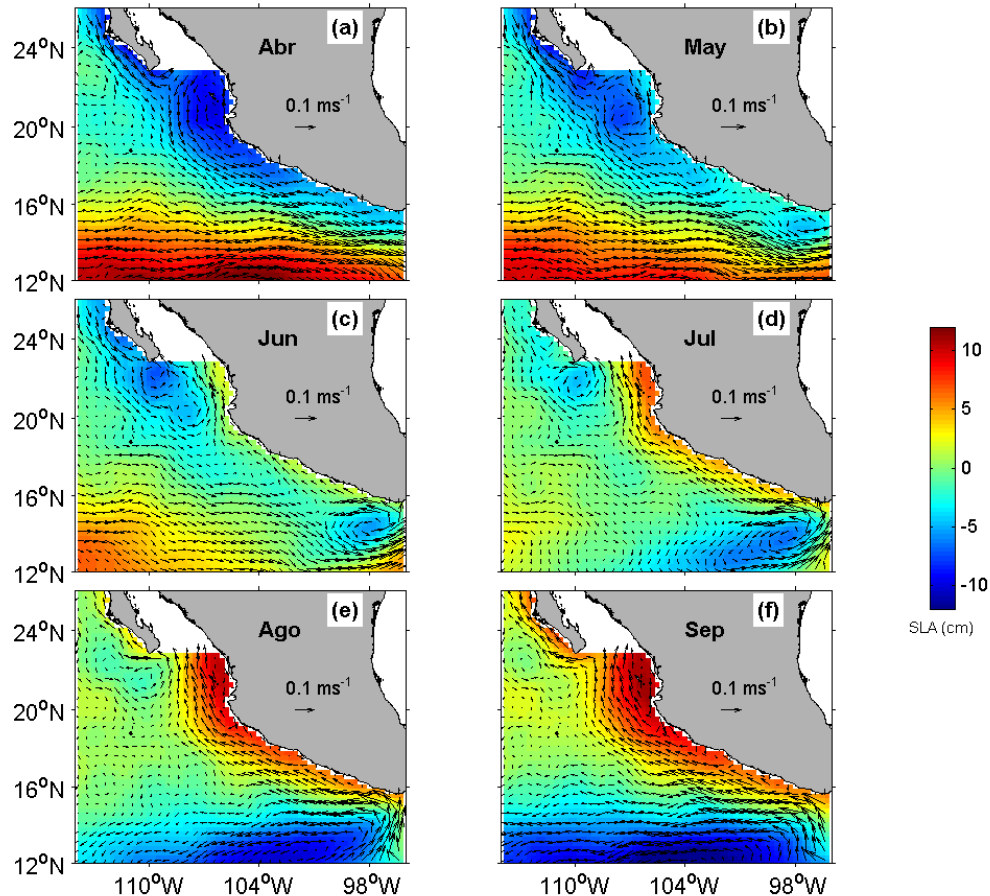 (a)
(b)
24°N
Abr
May
0.1 ms⁻¹
0.1 ms⁻¹
20°N
16°N
12°N
(c)
(d)
24°N
Jun
Jul
0.1 ms⁻¹
0.1 ms⁻¹
20°N
16°N
12°N
10
5
0
-5
-10
SLA (cm)
(e)
(f)
24°N
Ago
Sep
0.1 ms⁻¹
0.1 ms⁻¹
20°N
16°N
12°N
110°W 104°W 98°W
110°W 104°W 98°W